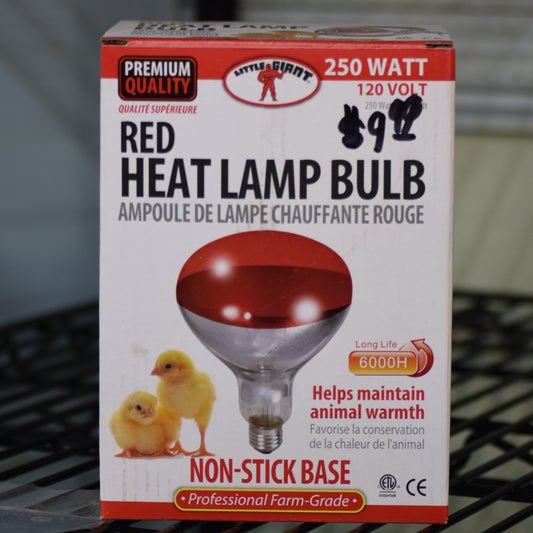 PREMIUM
QUALITY
QUALITÉ SUPÉRIEURE
LITTLE GIANT
250 WATT
120 VOLT
$9.99
RED
HEAT LAMP BULB
AMPOULE DE LAMPE CHAUFFANTE ROUGE
Long Life
6000H
Helps maintain
animal warmth
Favorise la conservation
de la chaleur de l'animal
NON-STICK BASE
• Professional Farm-Grade •
ETL
Intertek
CE